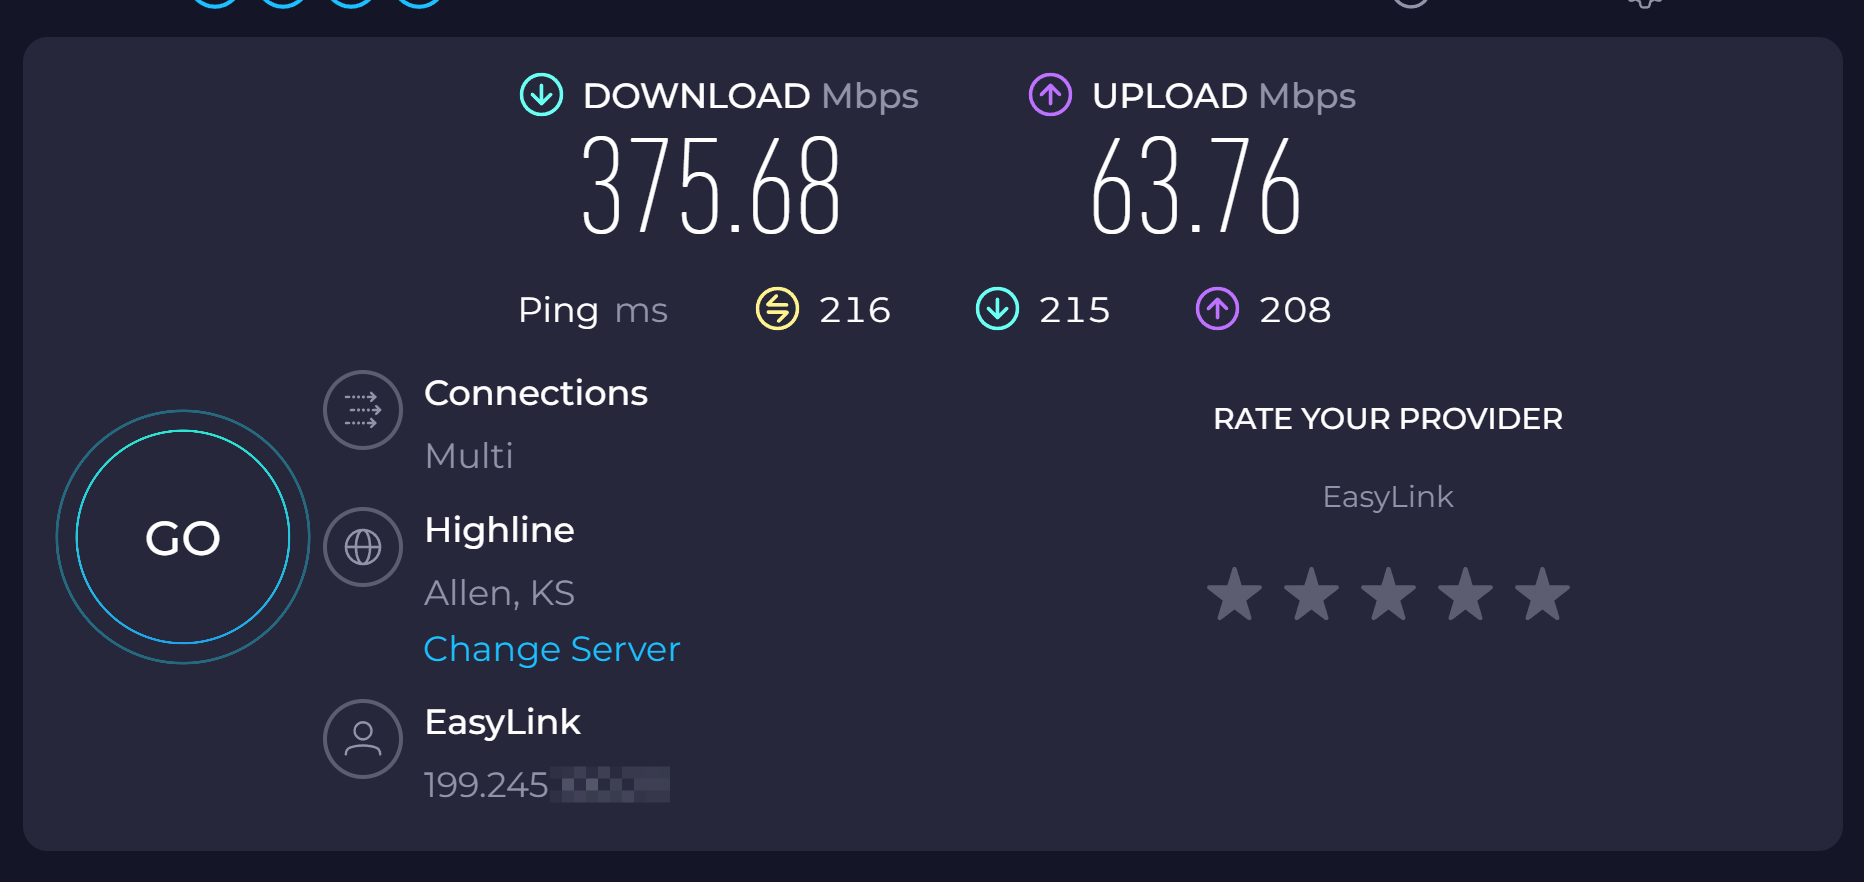 DOWNLOAD Mbps
375.68
UPLOAD Mbps
63.76
Ping ms 216 215 208
GO
Connections
Multi
Highline
Allen, KS
Change Server
EasyLink
199.245
RATE YOUR PROVIDER
EasyLink